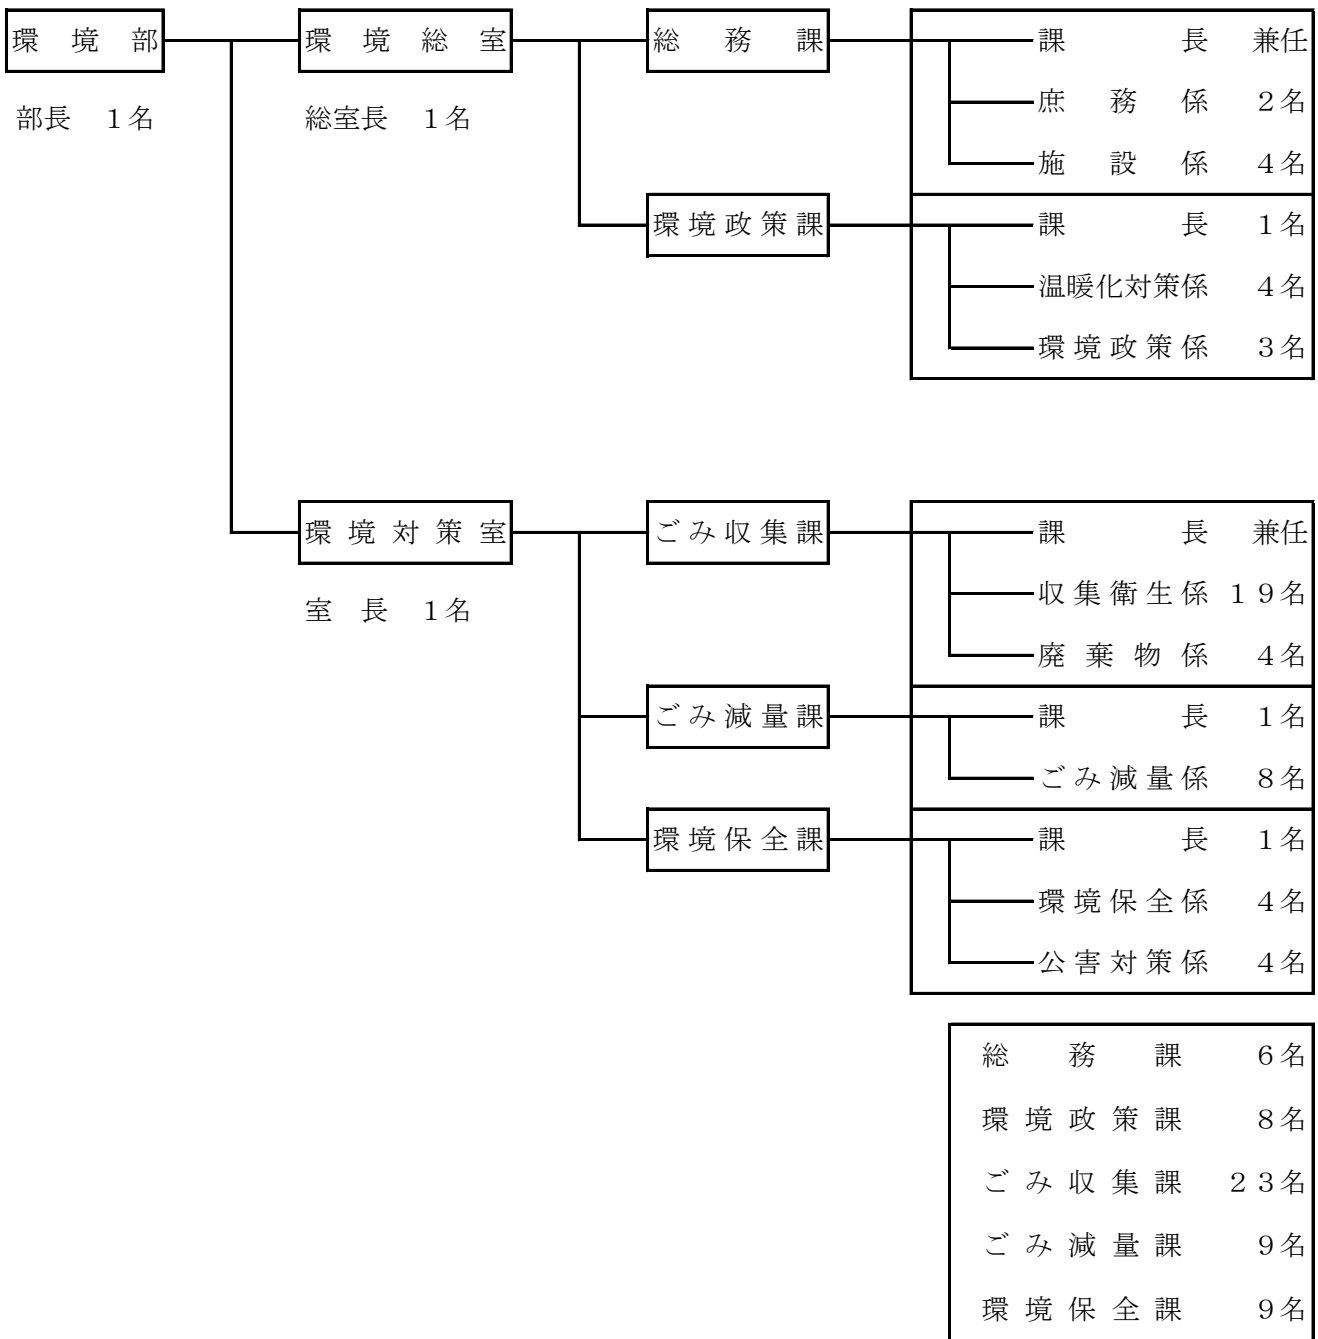 環境部 環境総室 総務課 課長 兼任
部長 1名 総室長 1名 庶務係 2名
施設係 4名
環境政策課 課長 1名
温暖化対策係 4名
環境政策係 3名
環境対策室 ごみ収集課 課長 兼任
室長 1名 収集衛生係 19名
廃棄物係 4名
ごみ減量課 課長 1名
ごみ減量係 8名
環境保全課 課長 1名
環境保全係 4名
公害対策係 4名
総務課 6名
環境政策課 8名
ごみ収集課 23名
ごみ減量課 9名
環境保全課 9名